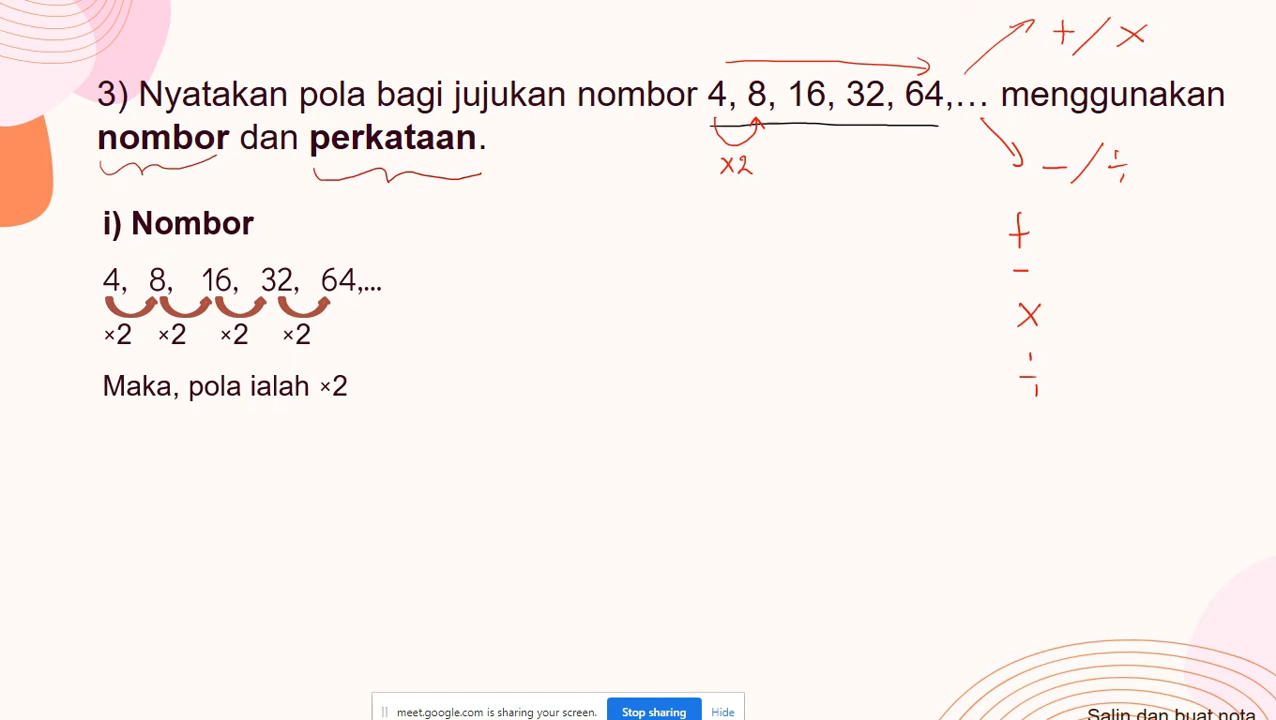 + / ×
3) Nyatakan pola bagi jujukan nombor 4, 8, 16, 32, 64,… menggunakan
nombor dan perkataan.
×2
− / ÷
i) Nombor
+
−
×
÷
4, 8, 16, 32, 64,...
×2 ×2 ×2 ×2
Maka, pola ialah ×2
meet.google.com is sharing your screen. Stop sharing Hide
Salin dan buat nota